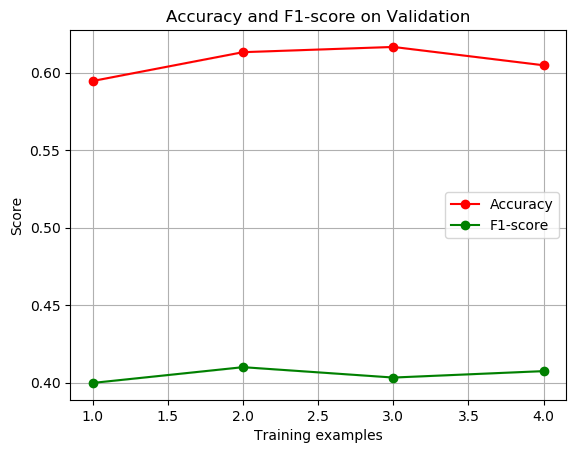 Accuracy and F1-score on Validation
0.60
0.55
0.50
0.45
0.40
Score
Accuracy
F1-score
1.0 1.5 2.0 2.5 3.0 3.5 4.0
Training examples